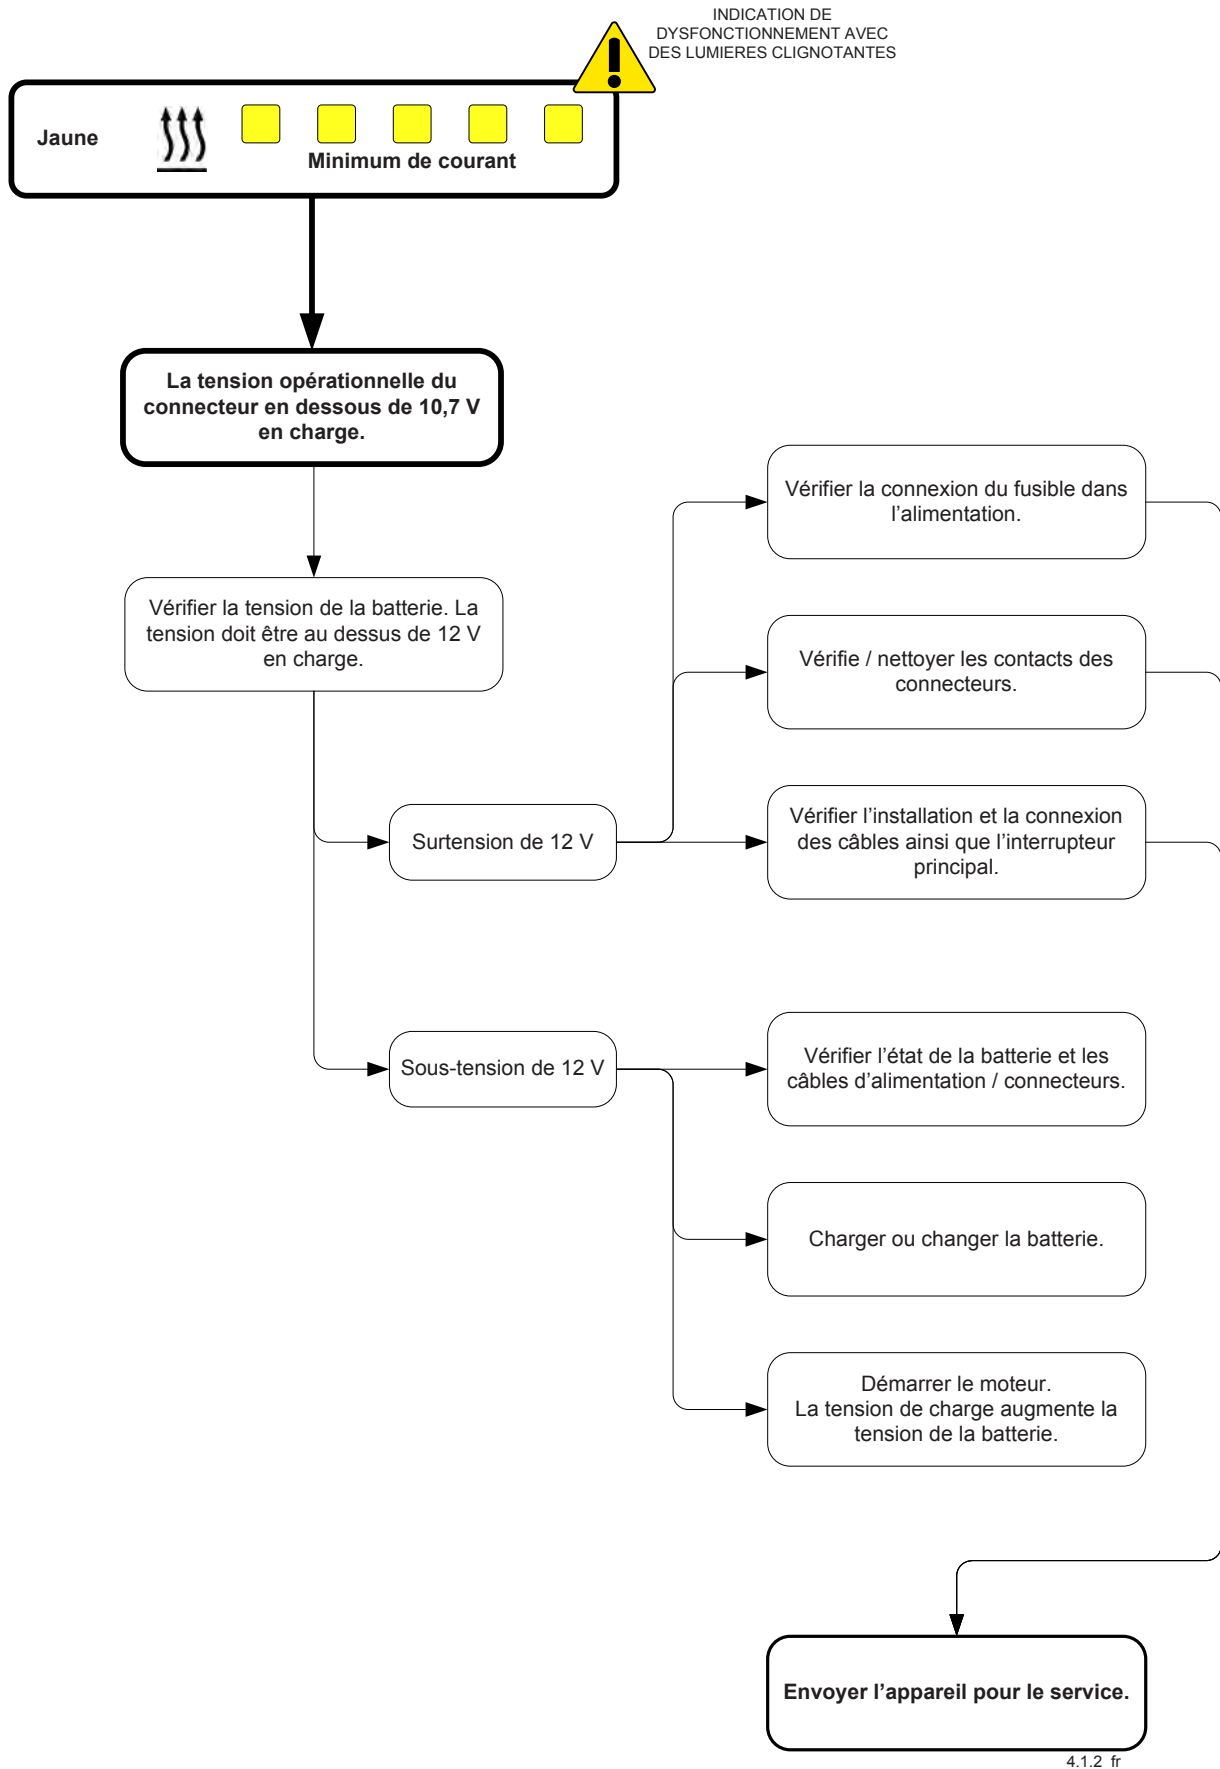 INDICATION DE
DYSFONCTIONNEMENT AVEC
DES LUMIERES CLIGNOTANTES
Jaune
Minimum de courant
La tension opérationnelle du
connecteur en dessous de 10,7 V
en charge.
Vérifier la connexion du fusible dans
l’alimentation.
Vérifier la tension de la batterie. La
tension doit être au dessus de 12 V
en charge.
Vérifie / nettoyer les contacts des
connecteurs.
Surtension de 12 V
Vérifier l’installation et la connexion
des câbles ainsi que l’interrupteur
principal.
Sous-tension de 12 V
Vérifier l’état de la batterie et les
câbles d’alimentation / connecteurs.
Charger ou changer la batterie.
Démarrer le moteur.
La tension de charge augmente la
tension de la batterie.
Envoyer l’appareil pour le service.
4.1.2_fr